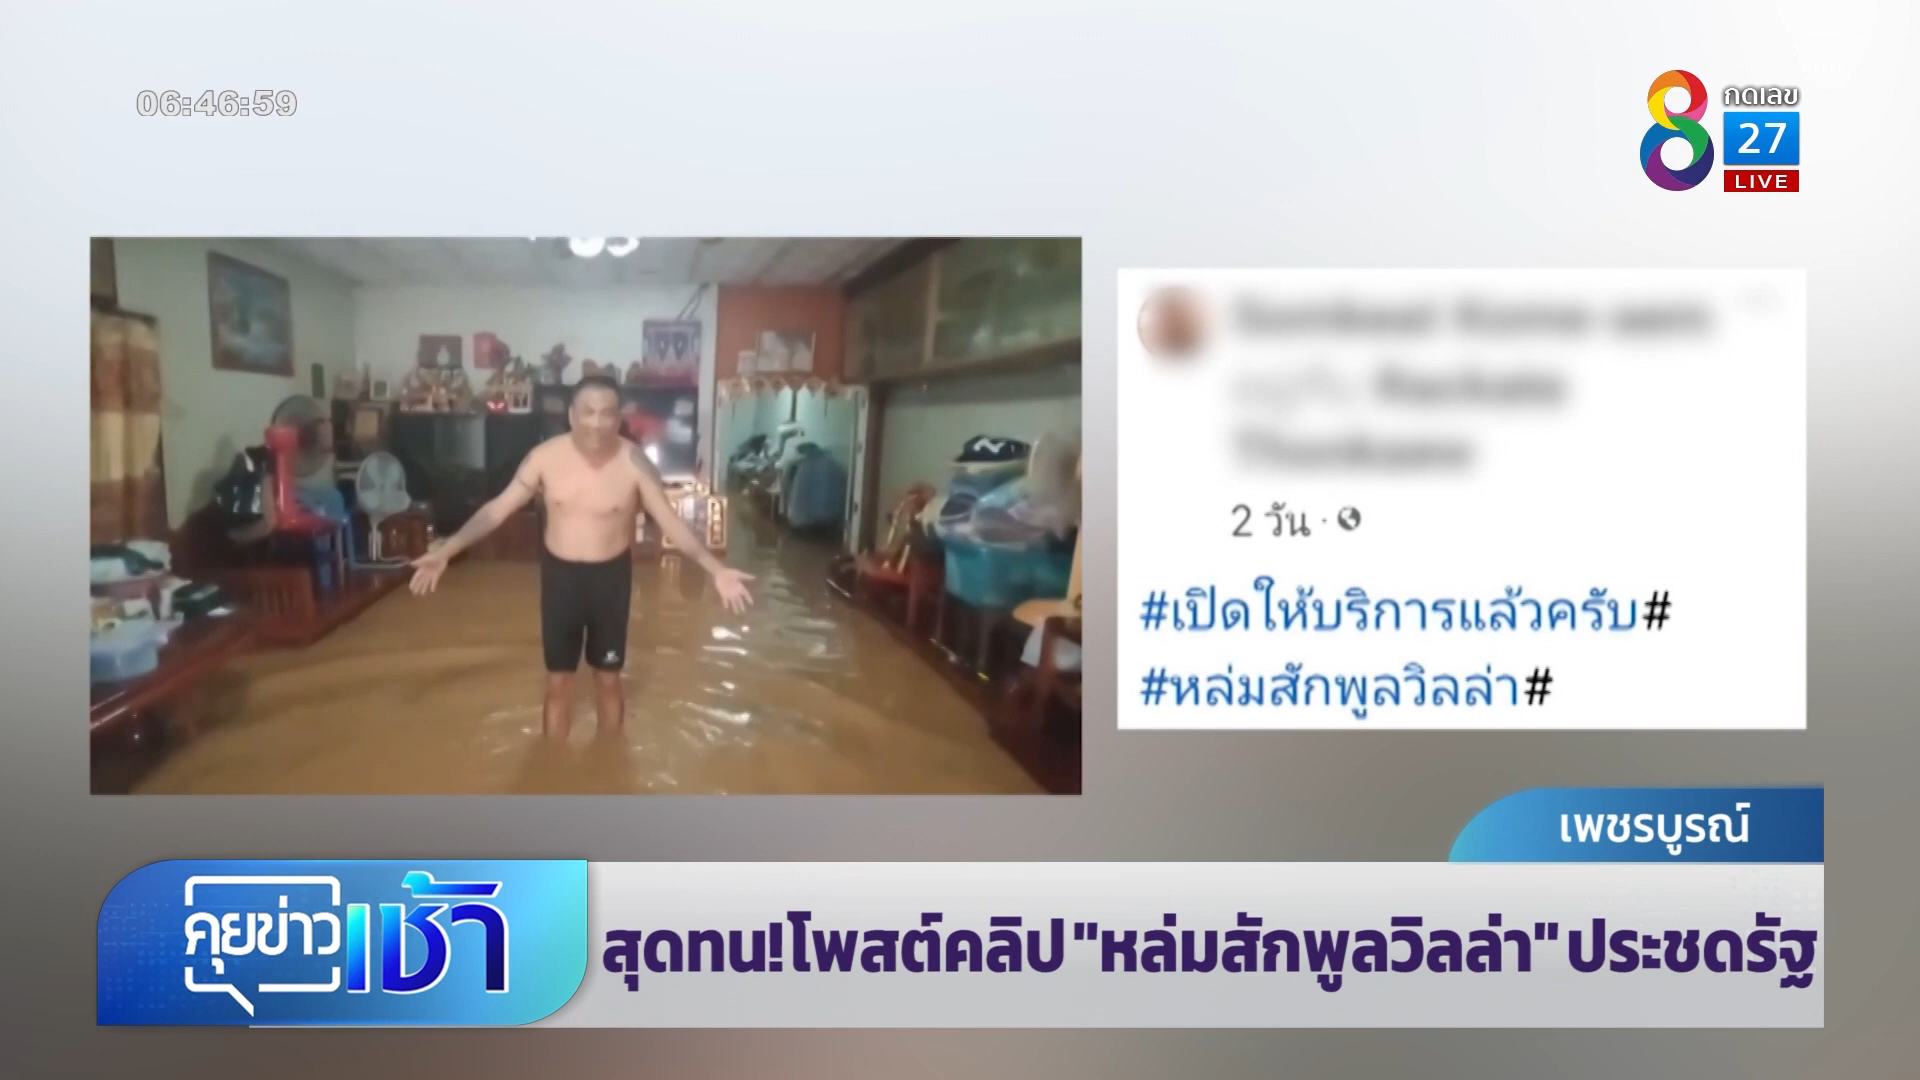 06:46:59
กดเลข
27
LIVE
2 วัน
#เปิดให้บริการแล้วครับ#
#หล่มสักพูลวิลล่า#
เพชรบูรณ์
คุยข่าวเช้า
สุดทน!โพสต์คลิป"หล่มสักพูลวิลล่า"ประชดรัฐ